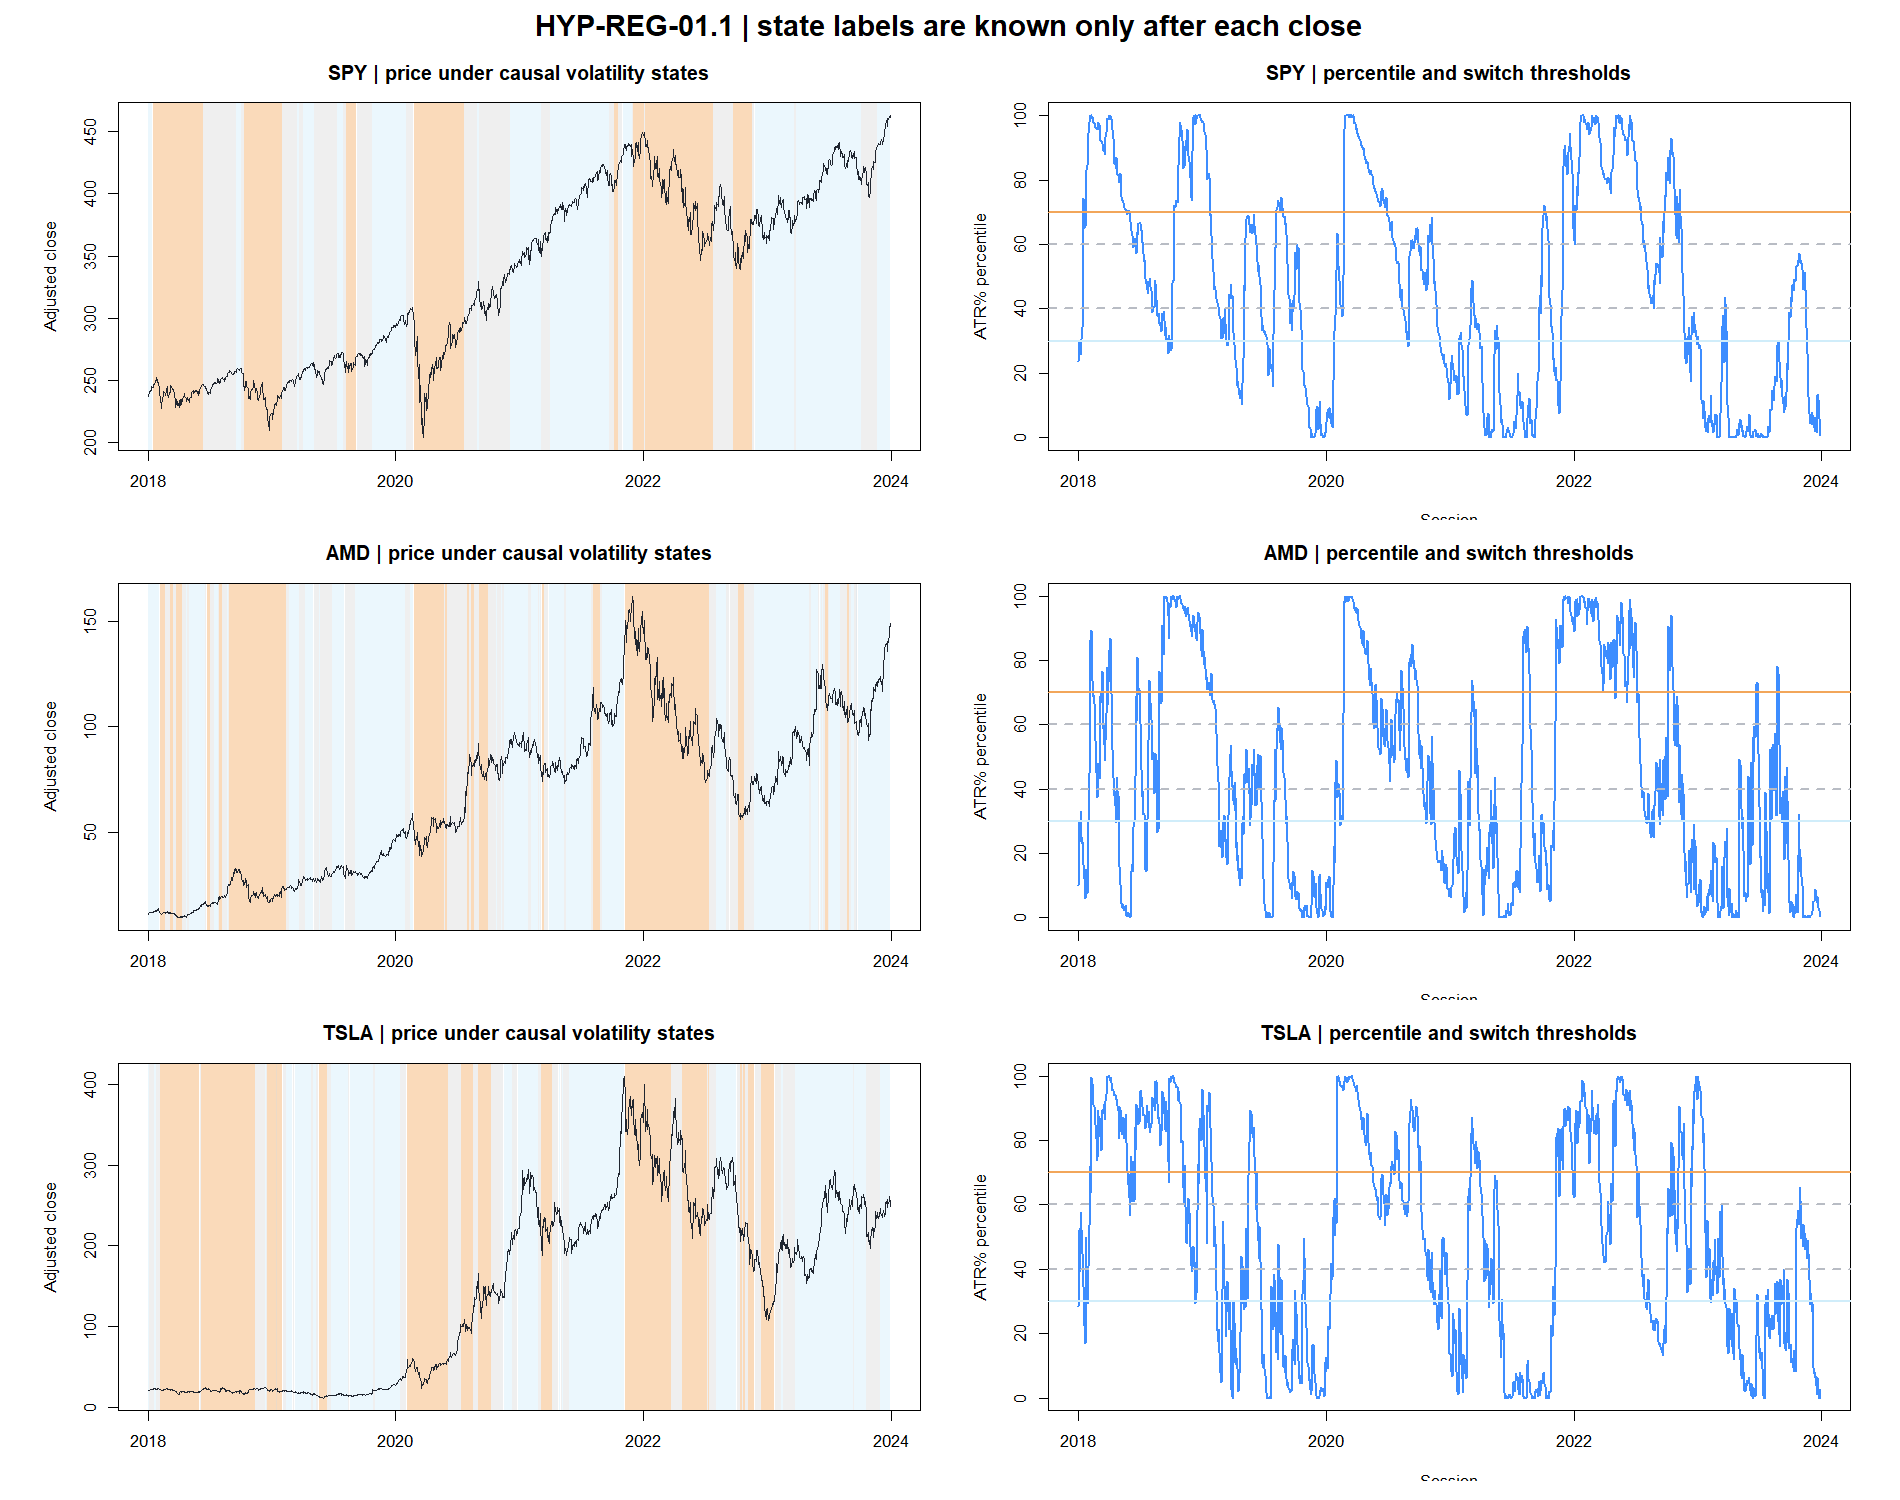 HYP-REG-01.1 | state labels are known only after each close
SPY | price under causal volatility states
Adjusted close
200 250 300 350 400 450
2018 2020 2022 2024
SPY | percentile and switch thresholds
ATR% percentile
0 20 40 60 80 100
2018 2020 2022 2024
Session
AMD | price under causal volatility states
Adjusted close
50 100 150
2018 2020 2022 2024
AMD | percentile and switch thresholds
ATR% percentile
0 20 40 60 80 100
2018 2020 2022 2024
Session
TSLA | price under causal volatility states
Adjusted close
0 100 200 300 400
2018 2020 2022 2024
TSLA | percentile and switch thresholds
ATR% percentile
0 20 40 60 80 100
2018 2020 2022 2024
Session